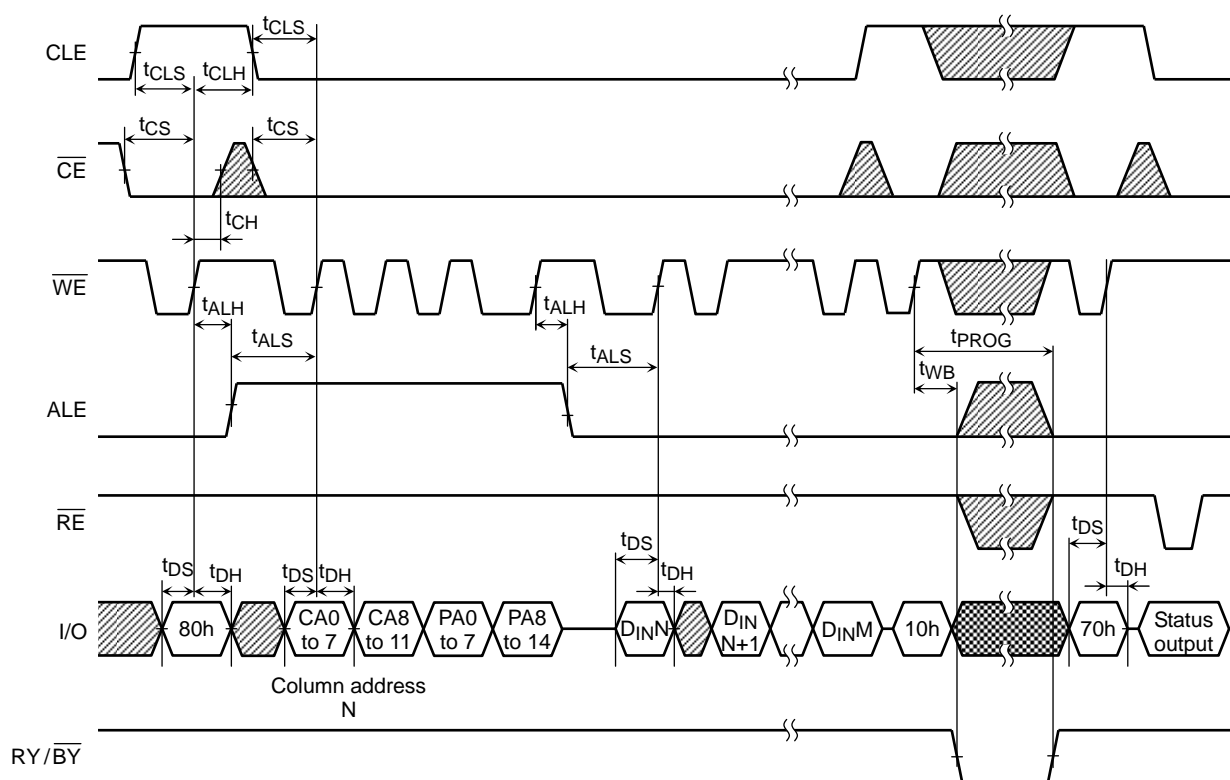 tCLS
CLE
tCLS tCLH
tCS tCS
CE
tCH
WE
tALH tALH
tALS tALS tPROG
tWB
ALE
RE
tDS
tDS tDH tDS tDH tDS tDH tDH
I/O 80h CA0 to 7 CA8 to 11 PA0 to 7 PA8 to 14 DINN DIN N+1 DINM 10h 70h Status output
Column address
N
RY/BY